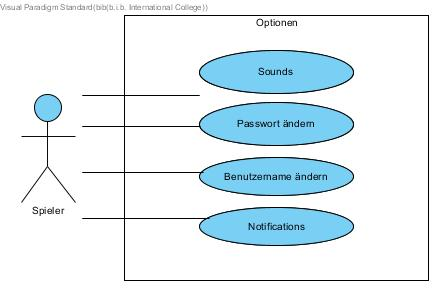 Visual Paradigm Standard(bib(b.i.b. International College))
Optionen
Sounds
Passwort ändern
Benutzername ändern
Notifications
Spieler